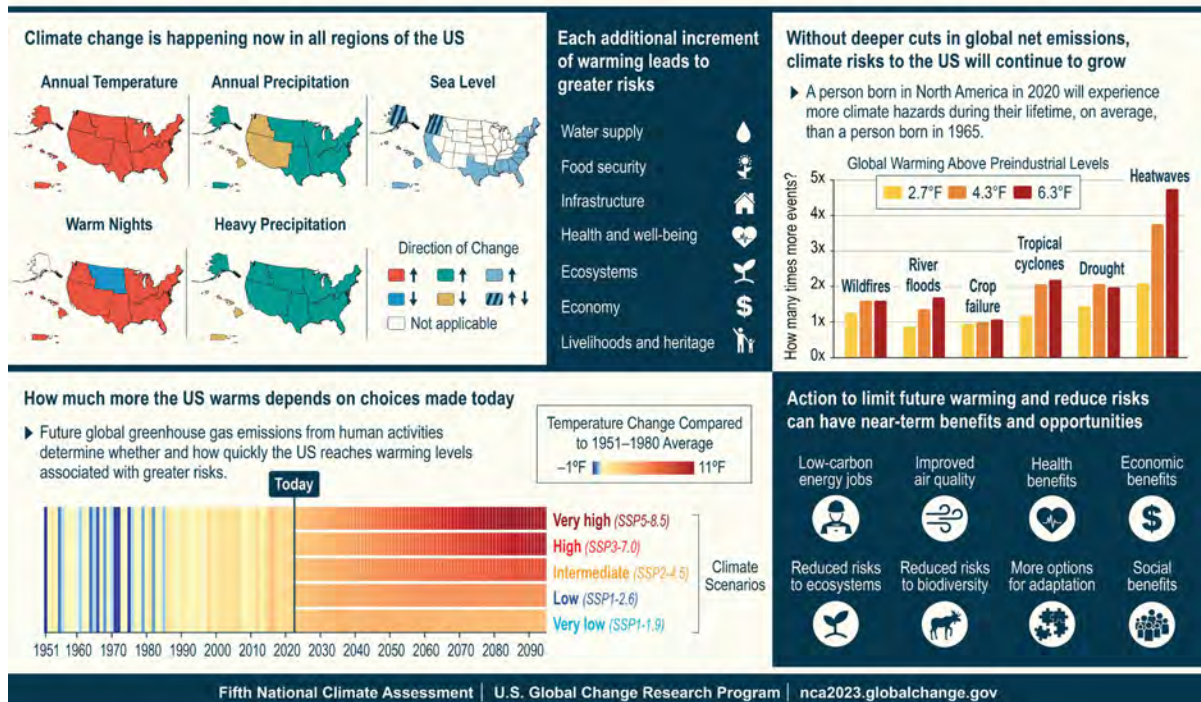 Climate change is happening now in all regions of the US
Annual Temperature
Annual Precipitation
Sea Level
Warm Nights
Heavy Precipitation
Direction of Change
↑ ↑ ↑
↓ ↓ ↑↓
Not applicable
Each additional increment
of warming leads to
greater risks
Water supply
Food security
Infrastructure
Health and well-being
Ecosystems
Economy
$
Livelihoods and heritage
Without deeper cuts in global net emissions,
climate risks to the US will continue to grow
▶ A person born in North America in 2020 will experience
more climate hazards during their lifetime, on average,
than a person born in 1965.
Global Warming Above Preindustrial Levels
2.7°F 4.3°F 6.3°F
How many times more events?
5x
4x
3x
2x
1x
0x
Wildfires
River
floods
Crop
failure
Tropical
cyclones
Drought
Heatwaves
How much more the US warms depends on choices made today
▶ Future global greenhouse gas emissions from human activities
determine whether and how quickly the US reaches warming levels
associated with greater risks.
Temperature Change Compared
to 1951–1980 Average
–1ºF 11ºF
Today
Very high (SSP5-8.5)
High (SSP3-7.0)
Intermediate (SSP2-4.5)
Low (SSP1-2.6)
Very low (SSP1-1.9)
Climate
Scenarios
1951 1960 1970 1980 1990 2000 2010 2020 2030 2040 2050 2060 2070 2080 2090
Action to limit future warming and reduce risks
can have near-term benefits and opportunities
Low-carbon
energy jobs
Improved
air quality
Health
benefits
Economic
benefits
$
Reduced risks
to ecosystems
Reduced risks
to biodiversity
More options
for adaptation
Social
benefits
Fifth National Climate Assessment | U.S. Global Change Research Program | nca2023.globalchange.gov